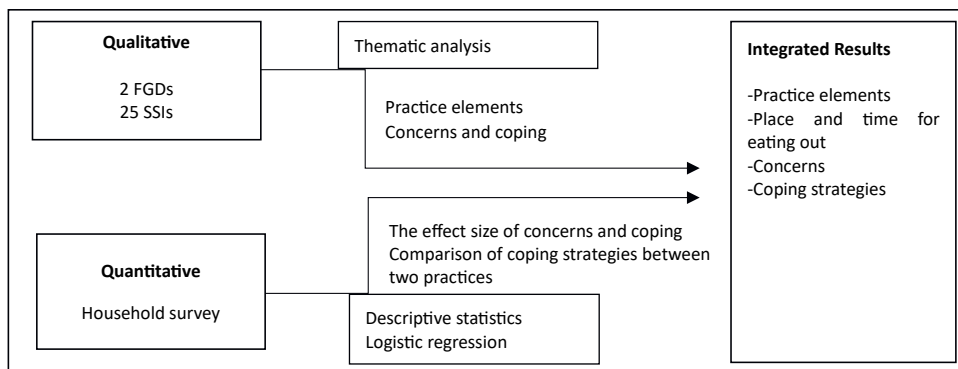 Qualitative
2 FGDs
25 SSIs
Thematic analysis
Practice elements
Concerns and coping
The effect size of concerns and coping
Comparison of coping strategies between
two practices
Quantitative
Household survey
Descriptive statistics
Logistic regression
Integrated Results
-Practice elements
-Place and time for
eating out
-Concerns
-Coping strategies